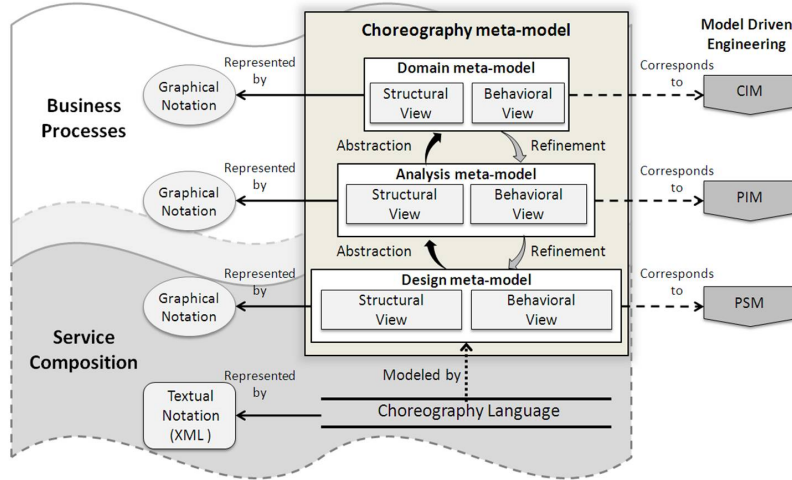 Choreography meta-model
Model Driven
Engineering
Business
Processes
Represented
by
Graphical
Notation
Domain meta-model
Structural
View
Behavioral
View
Corresponds
to
CIM
Abstraction
Refinement
Represented
by
Graphical
Notation
Analysis meta-model
Structural
View
Behavioral
View
Corresponds
to
PIM
Abstraction
Refinement
Service
Composition
Represented
by
Graphical
Notation
Design meta-model
Structural
View
Behavioral
View
Corresponds
to
PSM
Modeled by
Represented
by
Textual
Notation
(XML )
Choreography Language